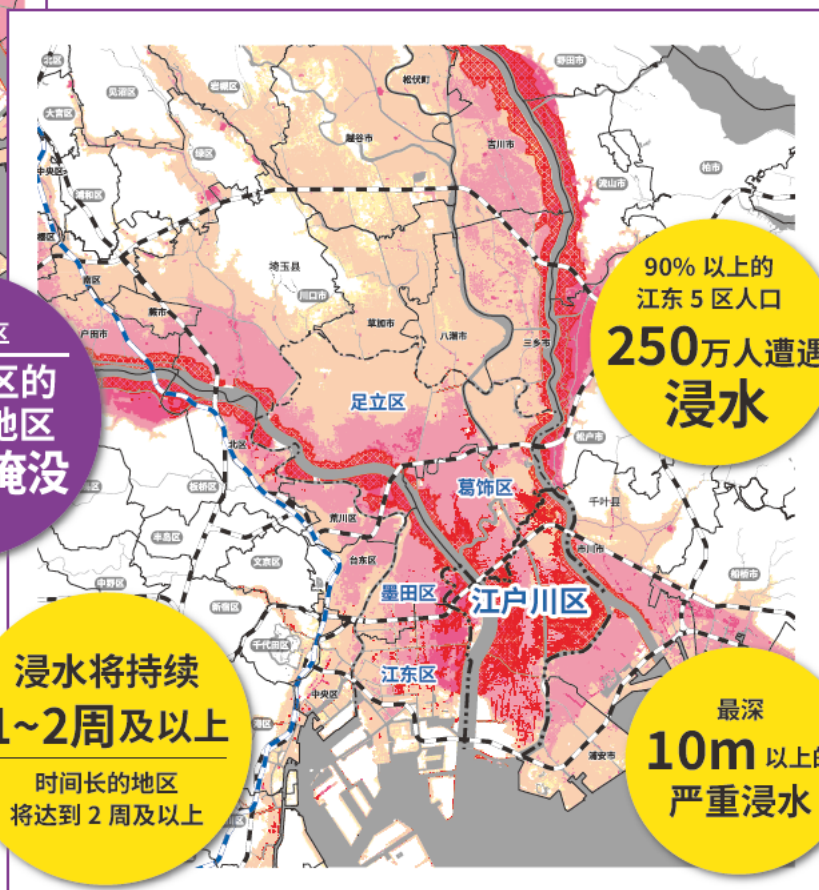 北区
见沼区
岩槻区
松伏町
野田市
大宫区
越谷市
吉川市
绿区
中央区
浦和区
流山市
柏市
樱区
南区
埼玉县
川口市
蕨市
草加市
八潮市
三乡市
户田市
90% 以上的
江东 5 区人口
250万人遭遇
浸水
区
区的
地区
淹没
足立区
北区
松户市
葛饰区
板桥区
千叶县
荒川区
丰岛区
台东区
市川市
文京区
船桥市
中野区
墨田区
江户川区
新宿区
千代田区
江东区
中央区
港区
浦安市
浸水将持续
1~2周及以上
时间长的地区
将达到 2 周及以上
最深
10m 以上的
严重浸水